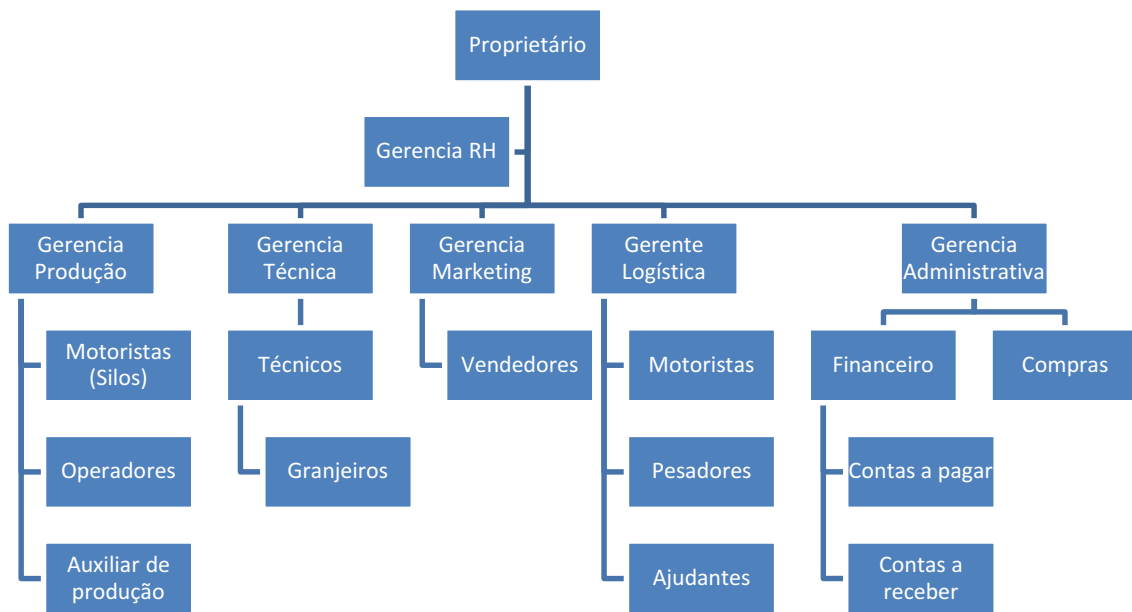 Proprietário
Gerencia RH
Gerencia
Produção
Gerencia
Técnica
Gerencia
Marketing
Gerente
Logística
Gerencia
Administrativa
Motoristas
(Silos)
Técnicos
Vendedores
Motoristas
Financeiro
Compras
Operadores
Granjeiros
Pesadores
Contas a pagar
Auxiliar de
produção
Ajudantes
Contas a
receber